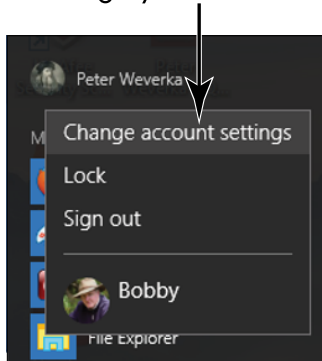 Peter Weverka
Change account settings
Lock
Sign out
Bobby
File Explorer